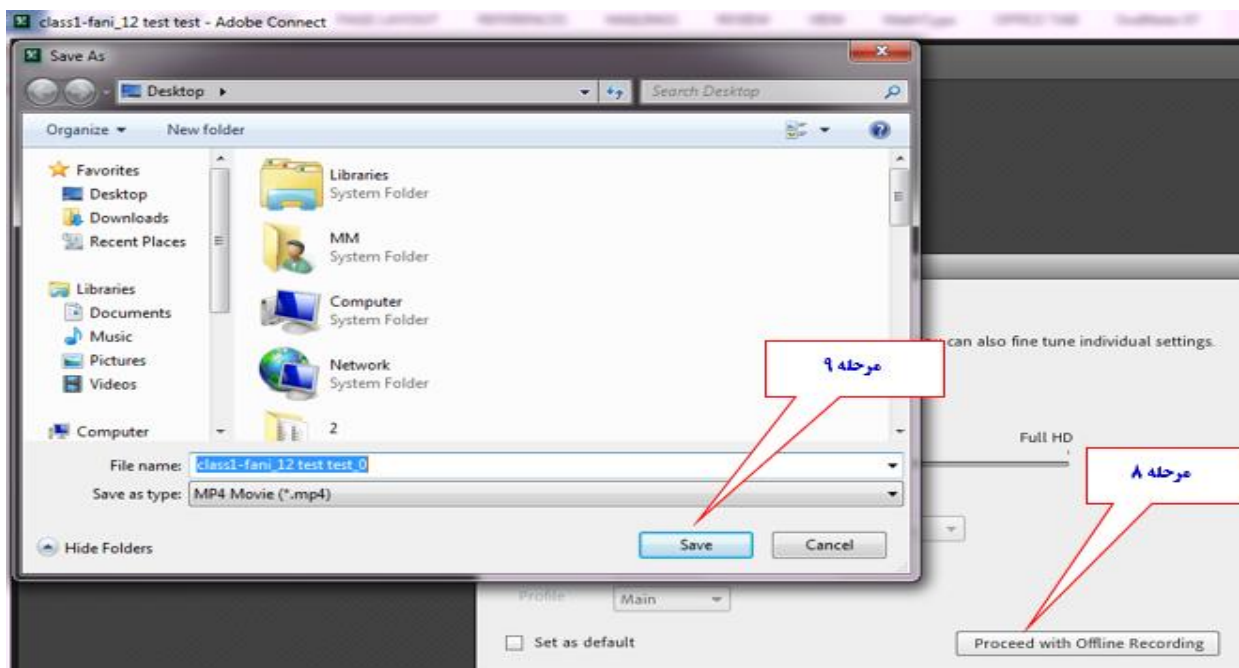 class1-fani_12 test test - Adobe Connect
Save As
Desktop
Search Desktop
Organize
New folder
Favorites
Desktop
Downloads
Recent Places
Libraries
Documents
Music
Pictures
Videos
Computer
Libraries
System Folder
MM
System Folder
Computer
System Folder
Network
System Folder
2
File name: class1-fani_12 test test_0
Save as type: MP4 Movie (*.mp4)
Hide Folders
Save
Cancel
مرحله ۹
can also fine tune individual settings.
Full HD
مرحله ۸
Profile
Main
Set as default
Proceed with Offline Recording